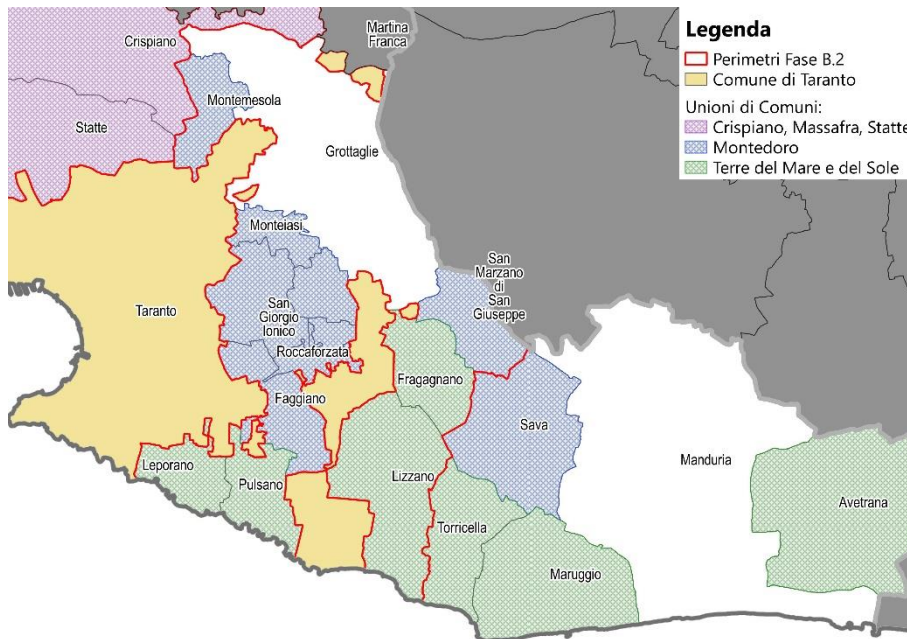 Crispiano
Martina
Franca
Montemesola
Statte
Grottaglie
Monteiasi
San
Marzano
di
San
Giuseppe
Taranto
San
Giorgio
Ionico
Roccaforzata
Fragagnano
Faggiano
Sava
Manduria
Leporano
Pulsano
Lizzano
Avetrana
Torricella
Maruggio
Legenda
Perimetri Fase B.2
Comune di Taranto
Unioni di Comuni:
Crispiano, Massafra, Statte
Montedoro
Terre del Mare e del Sole